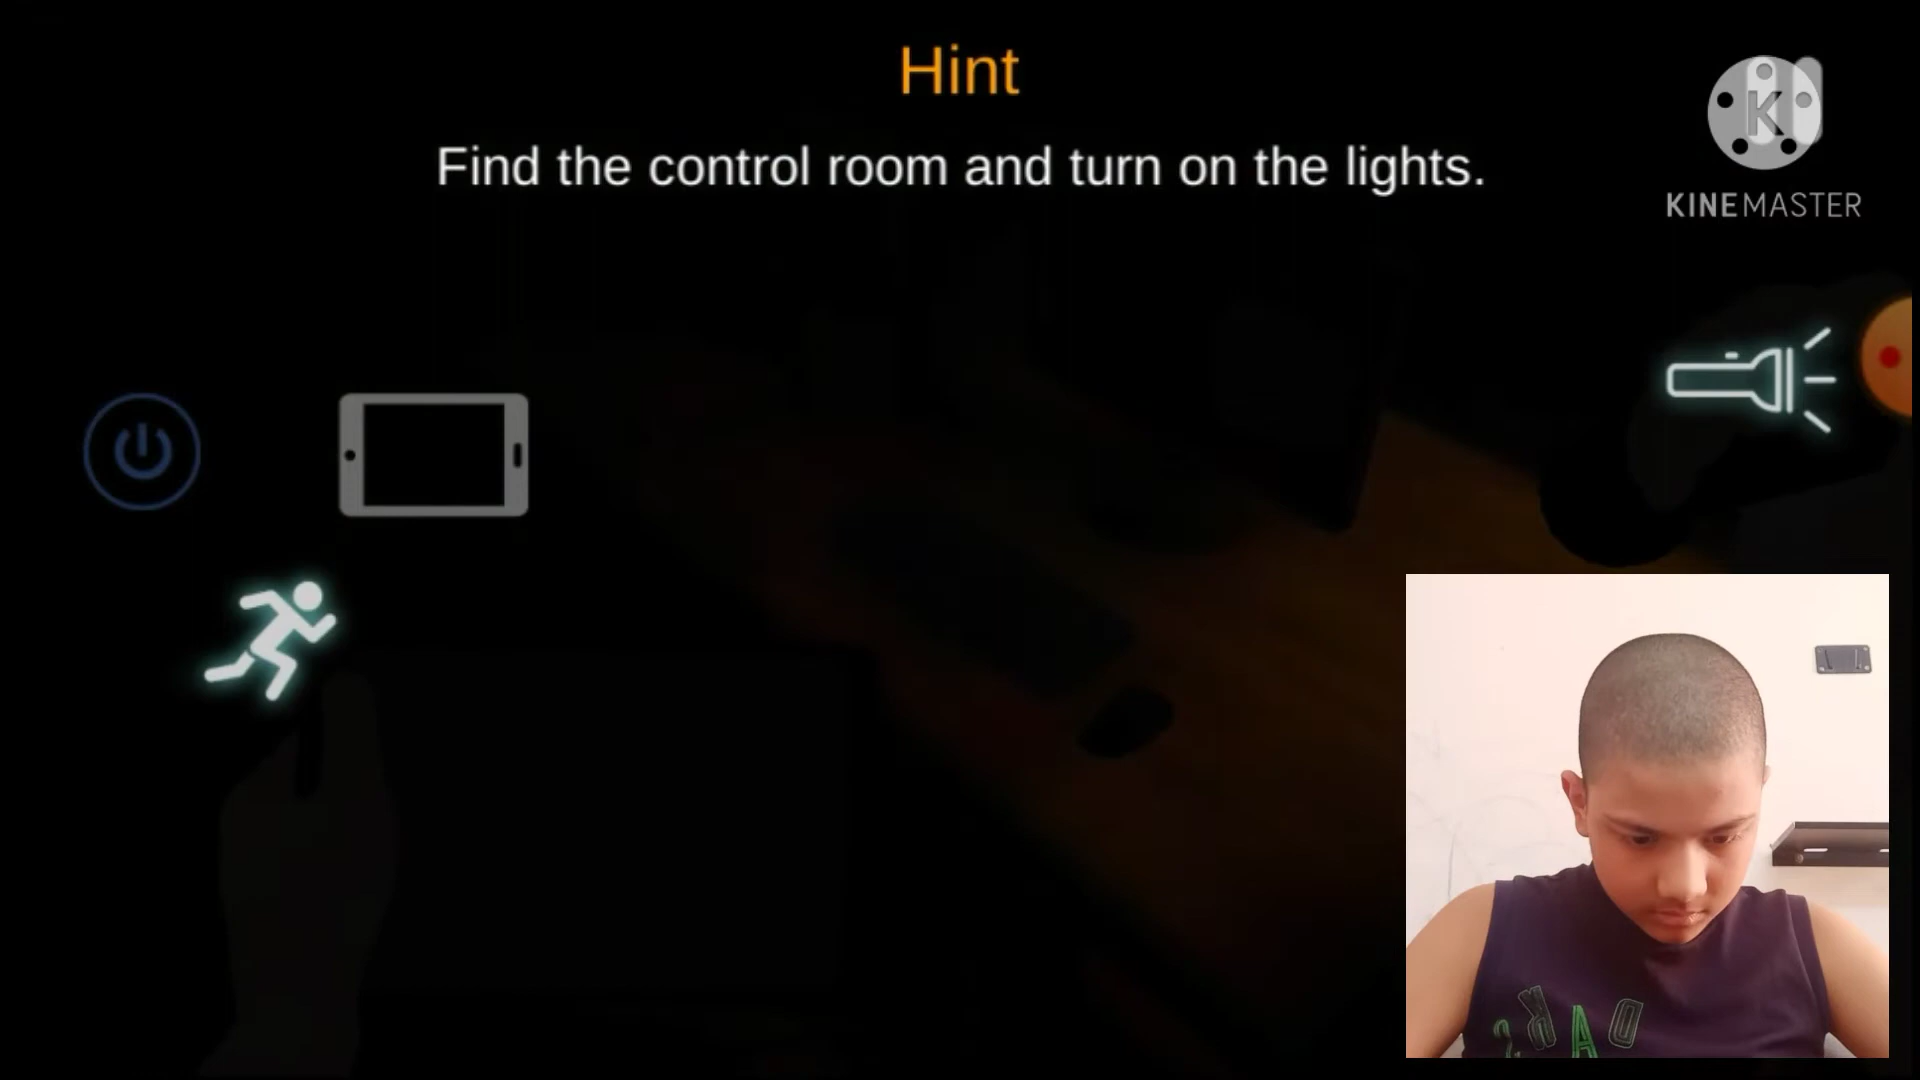 Hint
Find the control room and turn on the lights.
K
KINEMASTER